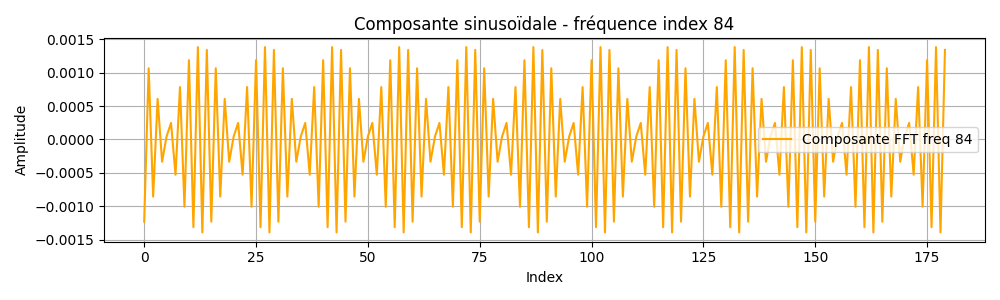 Composante sinusoïdale - fréquence index 84
Amplitude
0.0015
0.0010
0.0005
0.0000
−0.0005
−0.0010
−0.0015
Composante FFT freq 84
0 25 50 75 100 125 150 175
Index